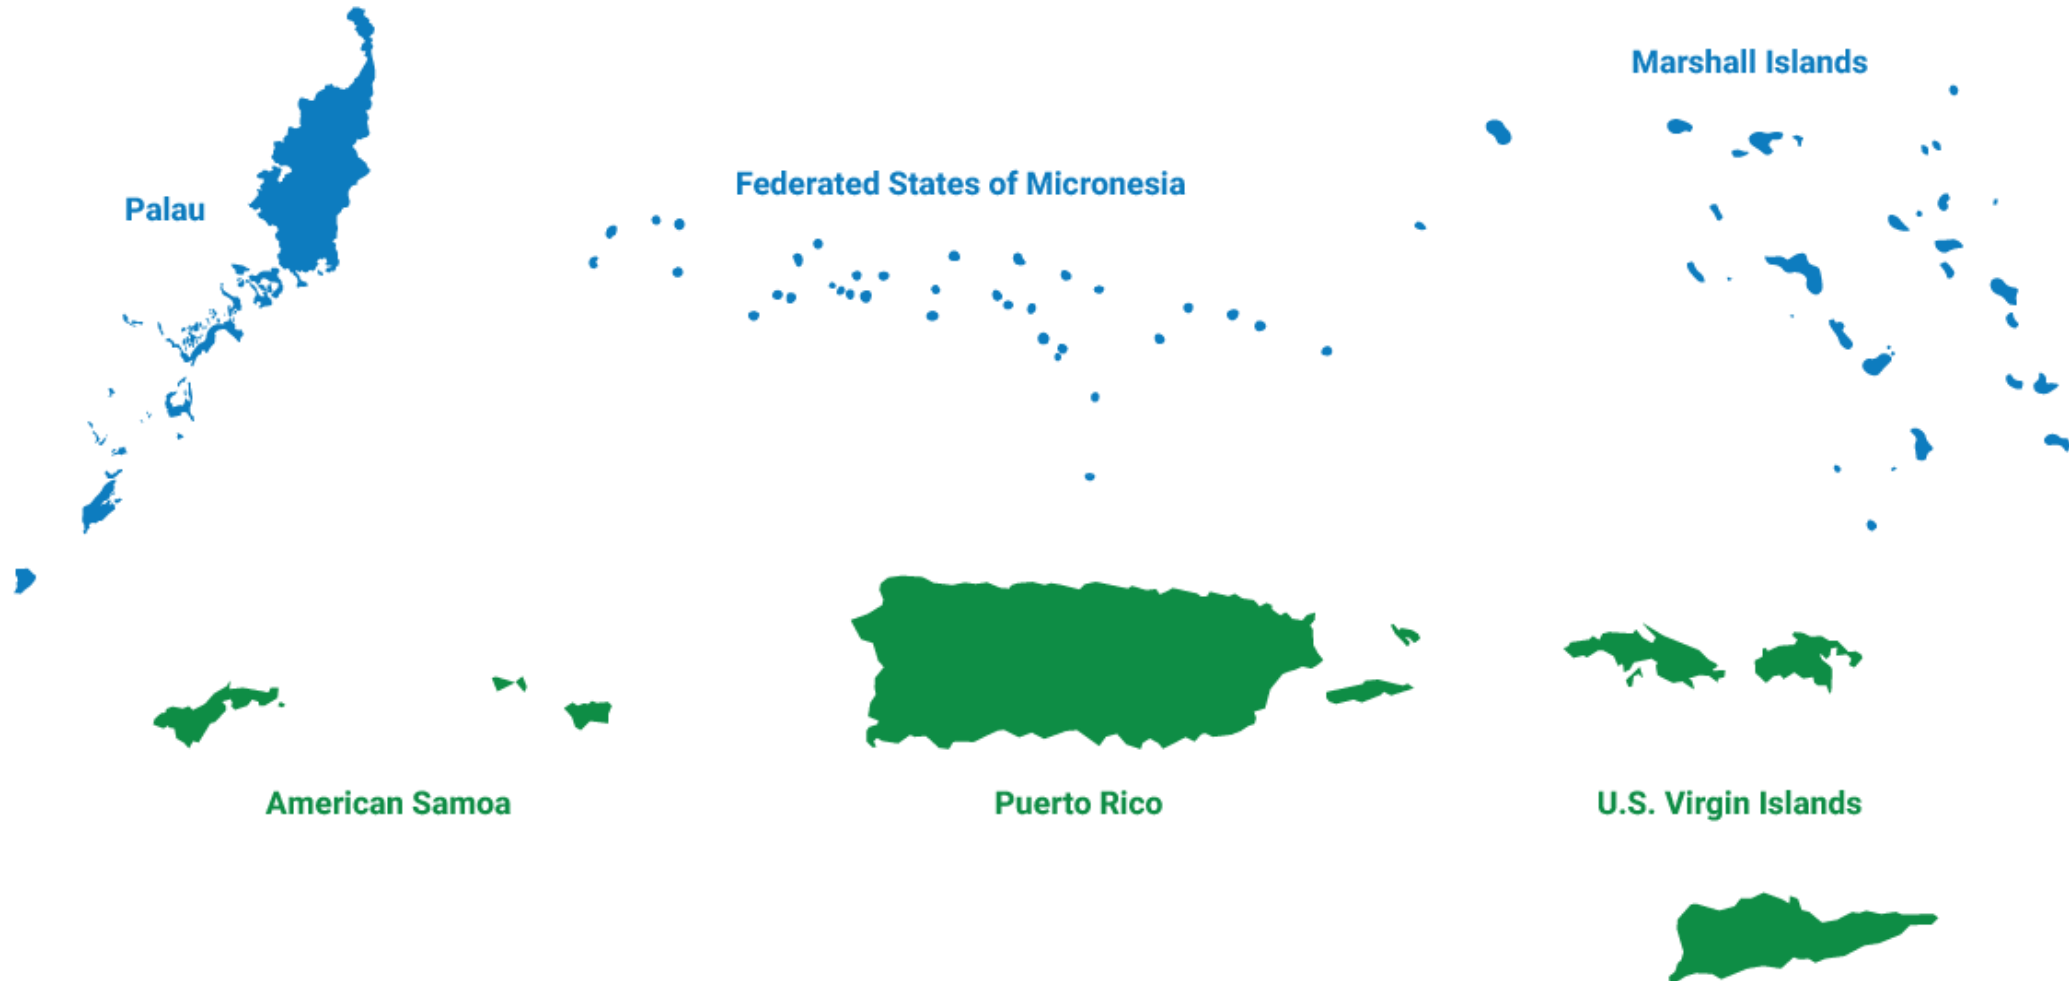 Marshall Islands
Federated States of Micronesia
Palau
American Samoa
Puerto Rico
U.S. Virgin Islands